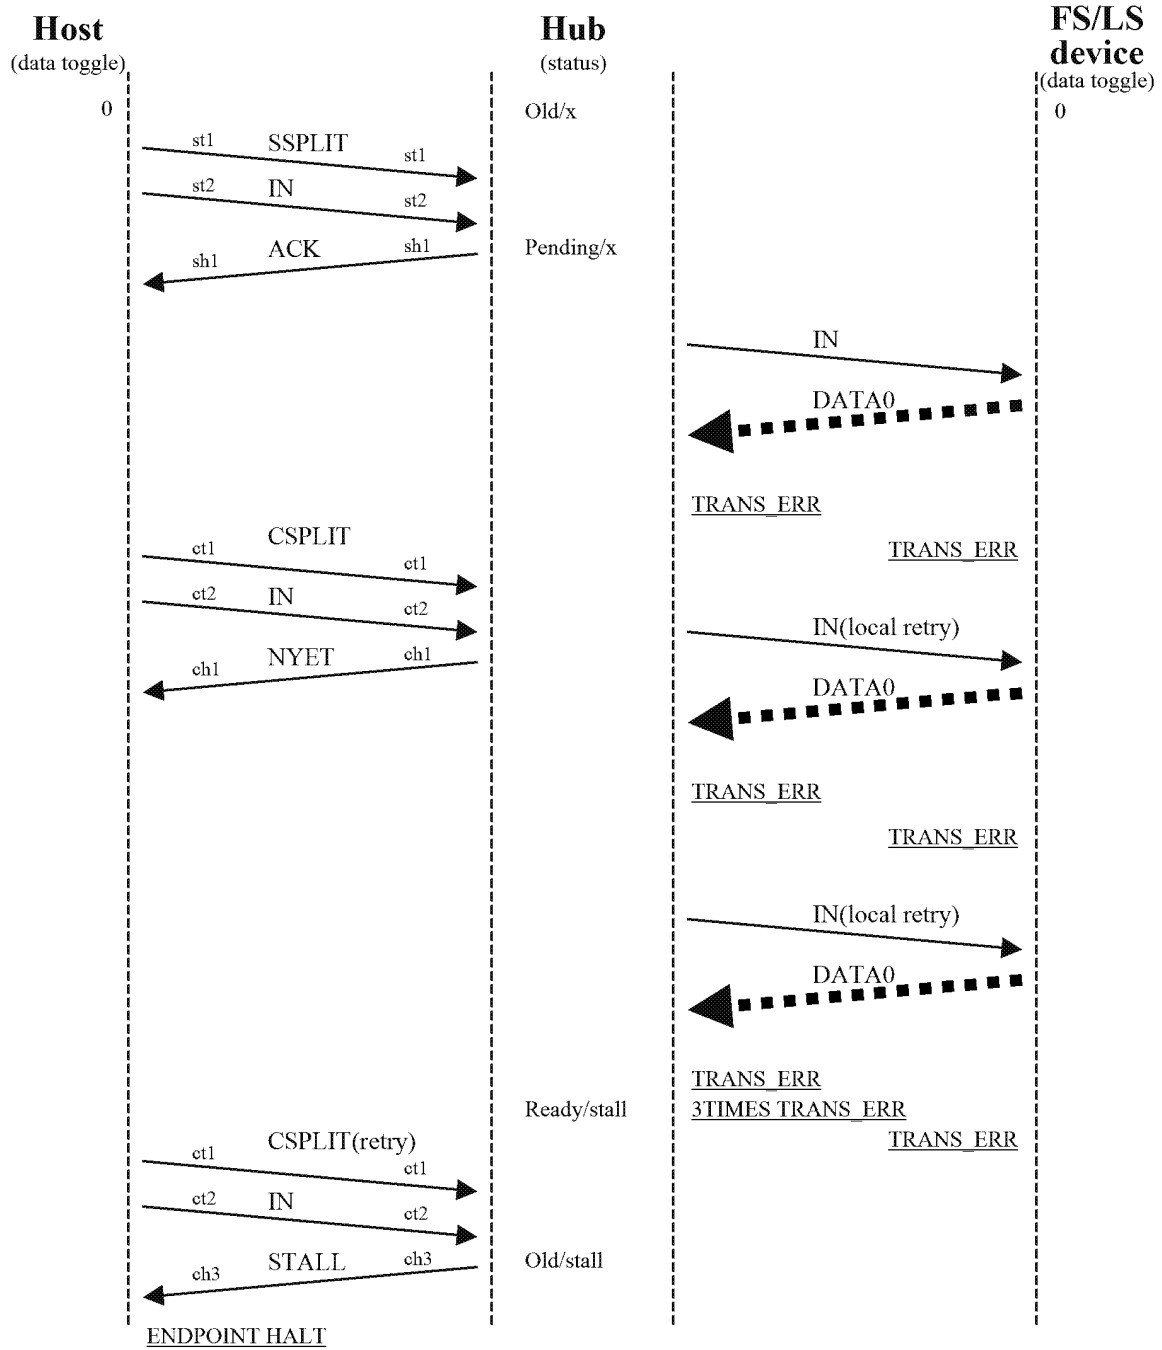 Host
(data toggle)
Hub
(status)
FS/LS
device
(data toggle)
0
Old/x
0
st1
SSPLIT
st1
st2
IN
st2
ACK
sh1
sh1
Pending/x
IN
DATA0
TRANS_ERR
TRANS_ERR
CSPLIT
ct1
ct1
ct2
IN
ct2
NYET
ch1
ch1
IN(local retry)
DATA0
TRANS_ERR
TRANS_ERR
IN(local retry)
DATA0
TRANS_ERR
Ready/stall
3TIMES TRANS_ERR
TRANS_ERR
CSPLIT(retry)
ct1
ct1
ct2
IN
ct2
STALL
ch3
ch3
Old/stall
ENDPOINT HALT